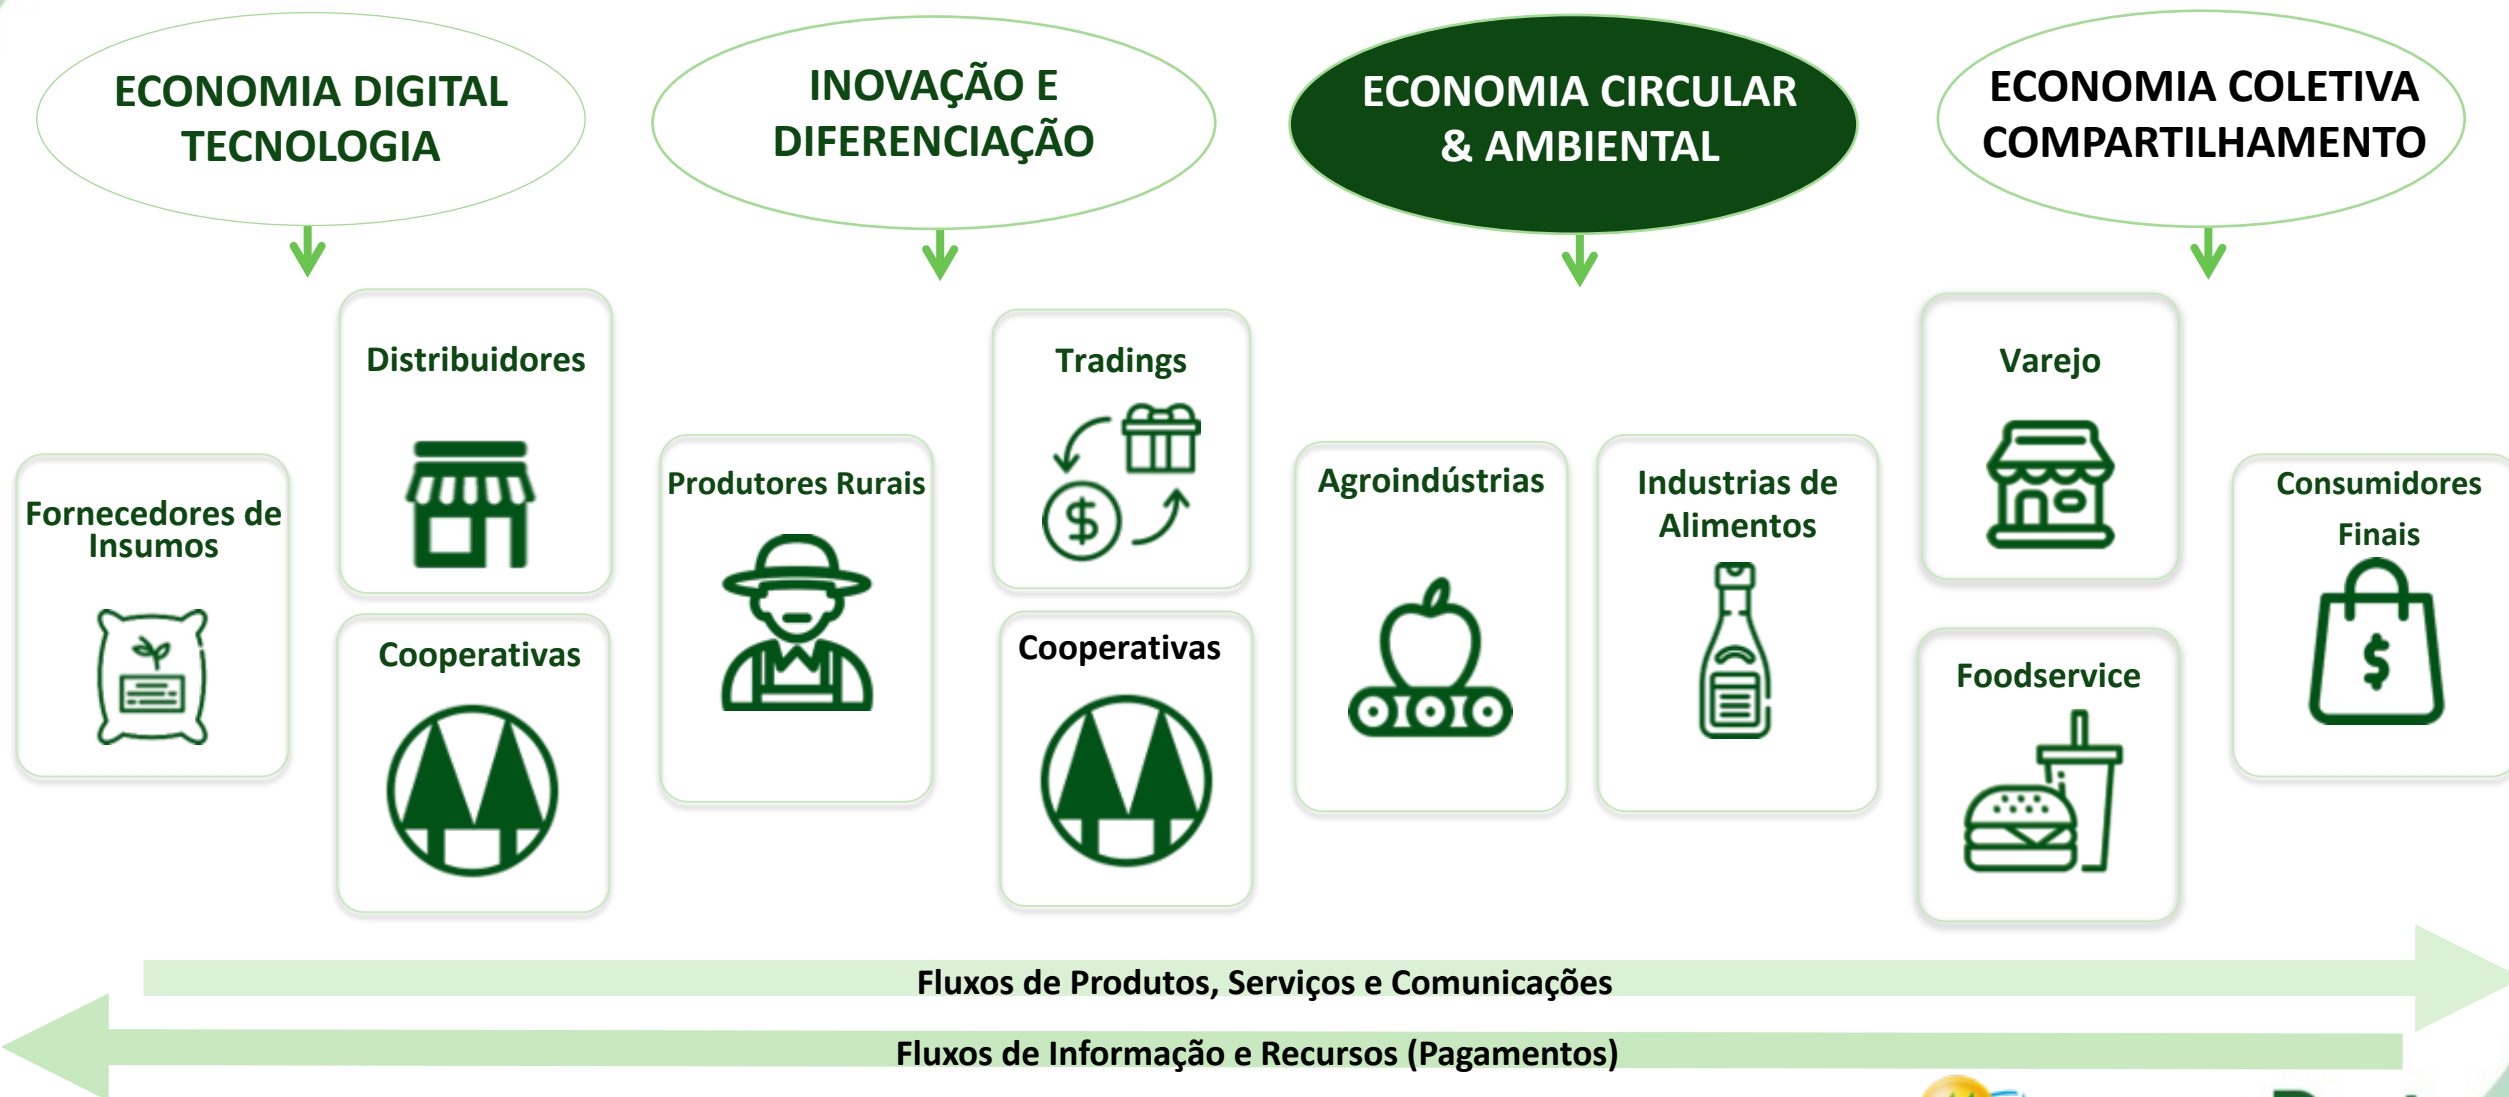 ECONOMIA DIGITAL
TECNOLOGIA
INOVAÇÃO E
DIFERENCIAÇÃO
ECONOMIA CIRCULAR
& AMBIENTAL
ECONOMIA COLETIVA
COMPARTILHAMENTO
Fornecedores de
Insumos
Distribuidores
Cooperativas
Produtores Rurais
Tradings
$
Cooperativas
Agroindústrias
Industrias de
Alimentos
Varejo
Foodservice
Consumidores
Finais
$
Fluxos de Produtos, Serviços e Comunicações
Fluxos de Informação e Recursos (Pagamentos)